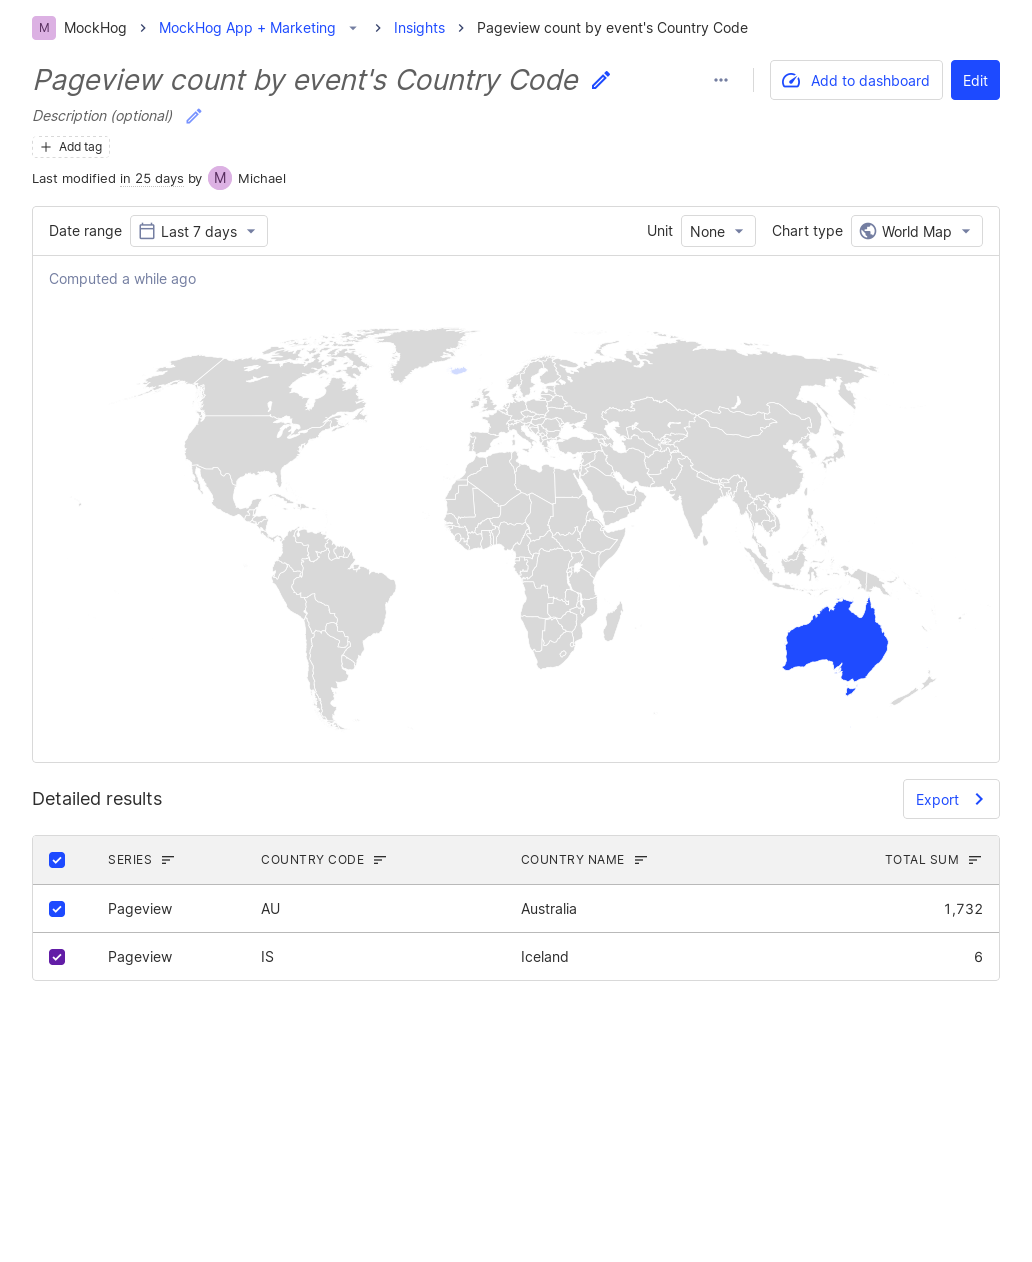 M MockHog > MockHog App + Marketing > Insights > Pageview count by event's Country Code
Pageview count by event's Country Code
Add to dashboard
Edit
Description (optional)
Add tag
Last modified in 25 days by M Michael
Date range Last 7 days Unit None Chart type World Map
Computed a while ago
Detailed results
Export
SERIES COUNTRY CODE COUNTRY NAME TOTAL SUM
Pageview AU Australia 1,732
Pageview IS Iceland 6